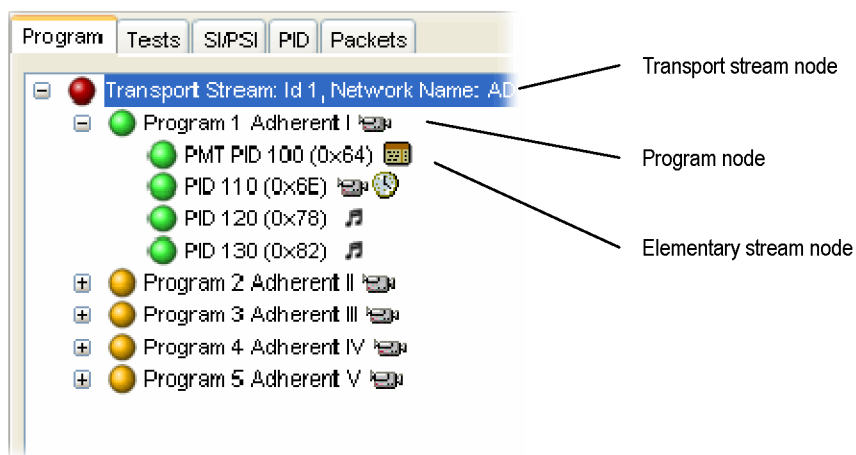 Program Tests SI/PSI PID Packets
Transport Stream: Id 1, Network Name: AD
Transport stream node
Program 1 Adherent I
Program node
PMT PID 100 (0x64)
PID 110 (0x6E)
PID 120 (0x78)
PID 130 (0x82)
Elementary stream node
Program 2 Adherent II
Program 3 Adherent III
Program 4 Adherent IV
Program 5 Adherent V